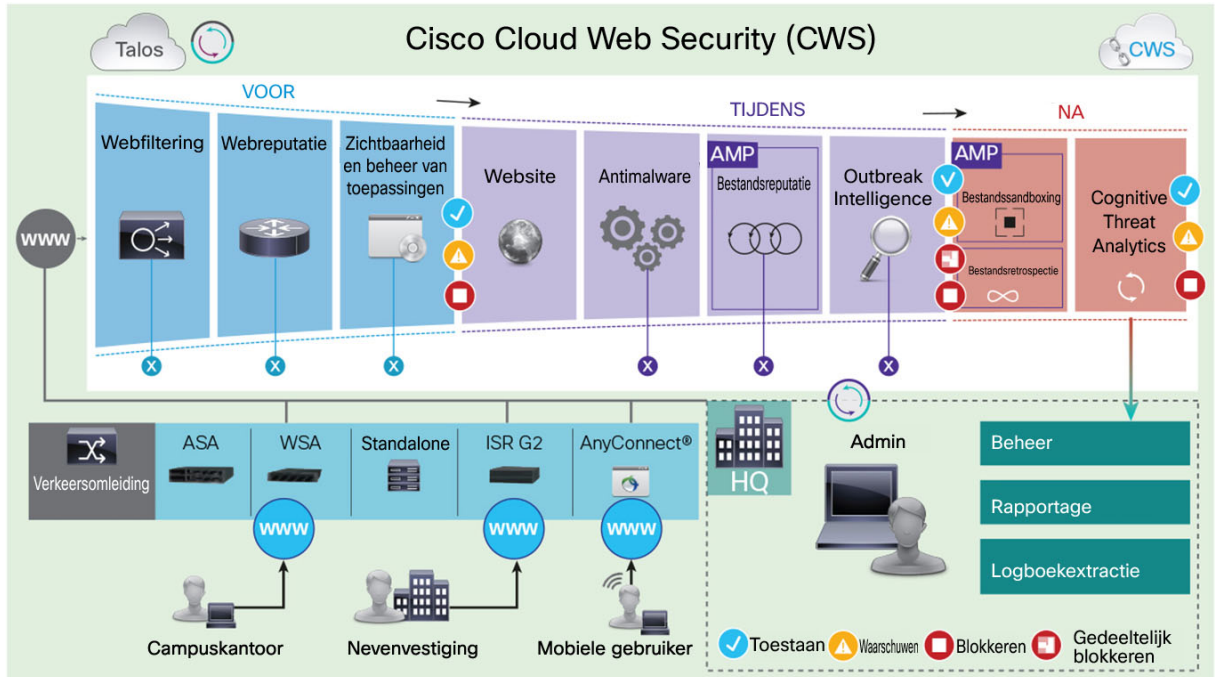 Talos
Cisco Cloud Web Security (CWS)
CWS
VOOR
TIJDENS
NA
Webfiltering
Webreputatie
Zichtbaarheid
en beheer van
toepassingen
Website
Antimalware
AMP
Bestandsreputatie
Outbreak
Intelligence
AMP
Bestandssandboxing
Bestandsretrospectie
Cognitive
Threat
Analytics
www
X
X
X
X
X
X
Verkeersomleiding
ASA
WSA
Standalone
ISR G2
AnyConnect®
www
www
www
Campuskantoor
Nevenvestiging
Mobiele gebruiker
HQ
Admin
Beheer
Rapportage
Logboekextractie
Toestaan
Waarschuwen
Blokkeren
Gedeeltelijk
blokkeren